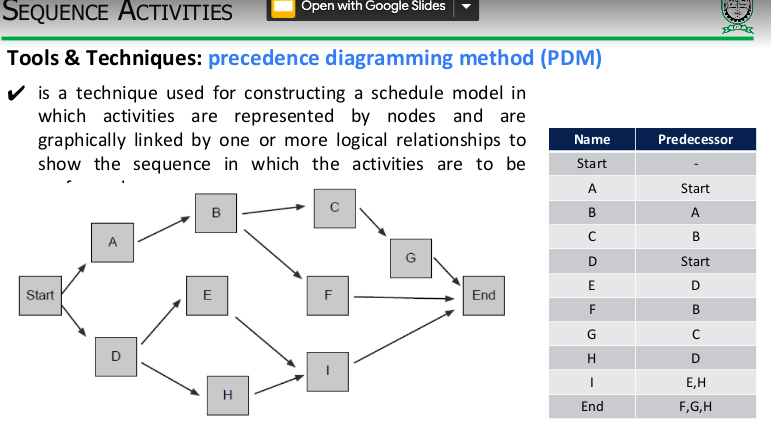 SEQUENCE ACTIVITIES
Open with Google Slides
Tools & Techniques: precedence diagramming method (PDM)
✔ is a technique used for constructing a schedule model in
which activities are represented by nodes and are
graphically linked by one or more logical relationships to
show the sequence in which the activities are to be
Name Predecessor
Start -
A Start
B A
C B
D Start
E D
F B
G C
H D
I E,H
End F,G,H
C
B
A
G
Start
E
F
End
D
I
H